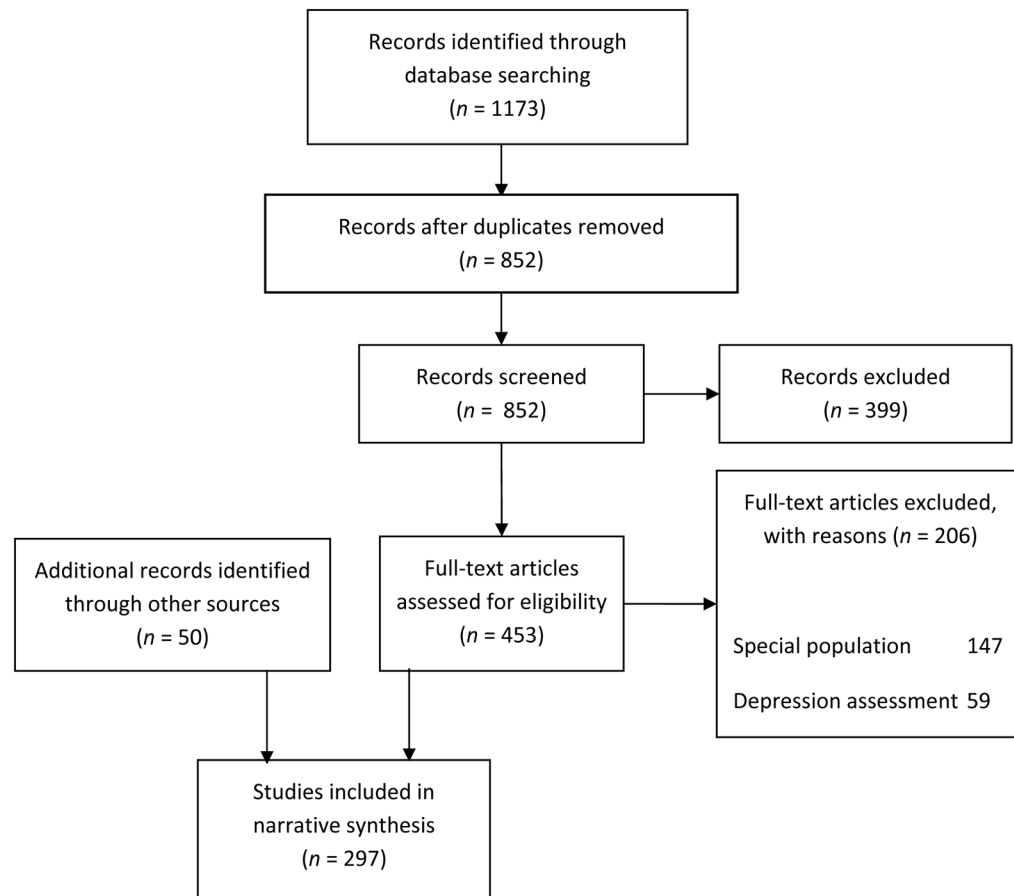 Records identified through
database searching
(n = 1173)
Records after duplicates removed
(n = 852)
Records screened
(n = 852)
Records excluded
(n = 399)
Full-text articles
assessed for eligibility
(n = 453)
Full-text articles excluded,
with reasons (n = 206)
Special population 147
Depression assessment 59
Additional records identified
through other sources
(n = 50)
Studies included in
narrative synthesis
(n = 297)